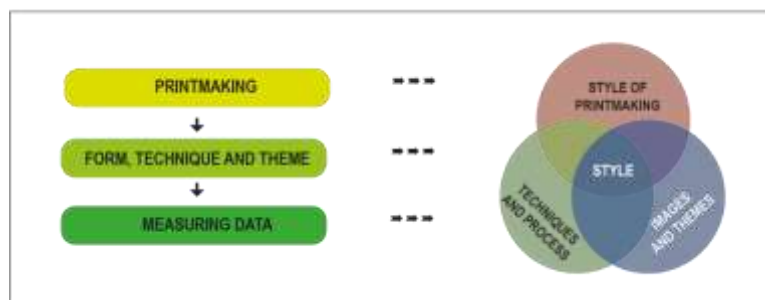 PRINTMAKING
FORM, TECHNIQUE AND THEME
MEASURING DATA
STYLE OF
PRINTMAKING
STYLE
TECHNIQUES
AND PROCESS
IMAGES
AND THEMES